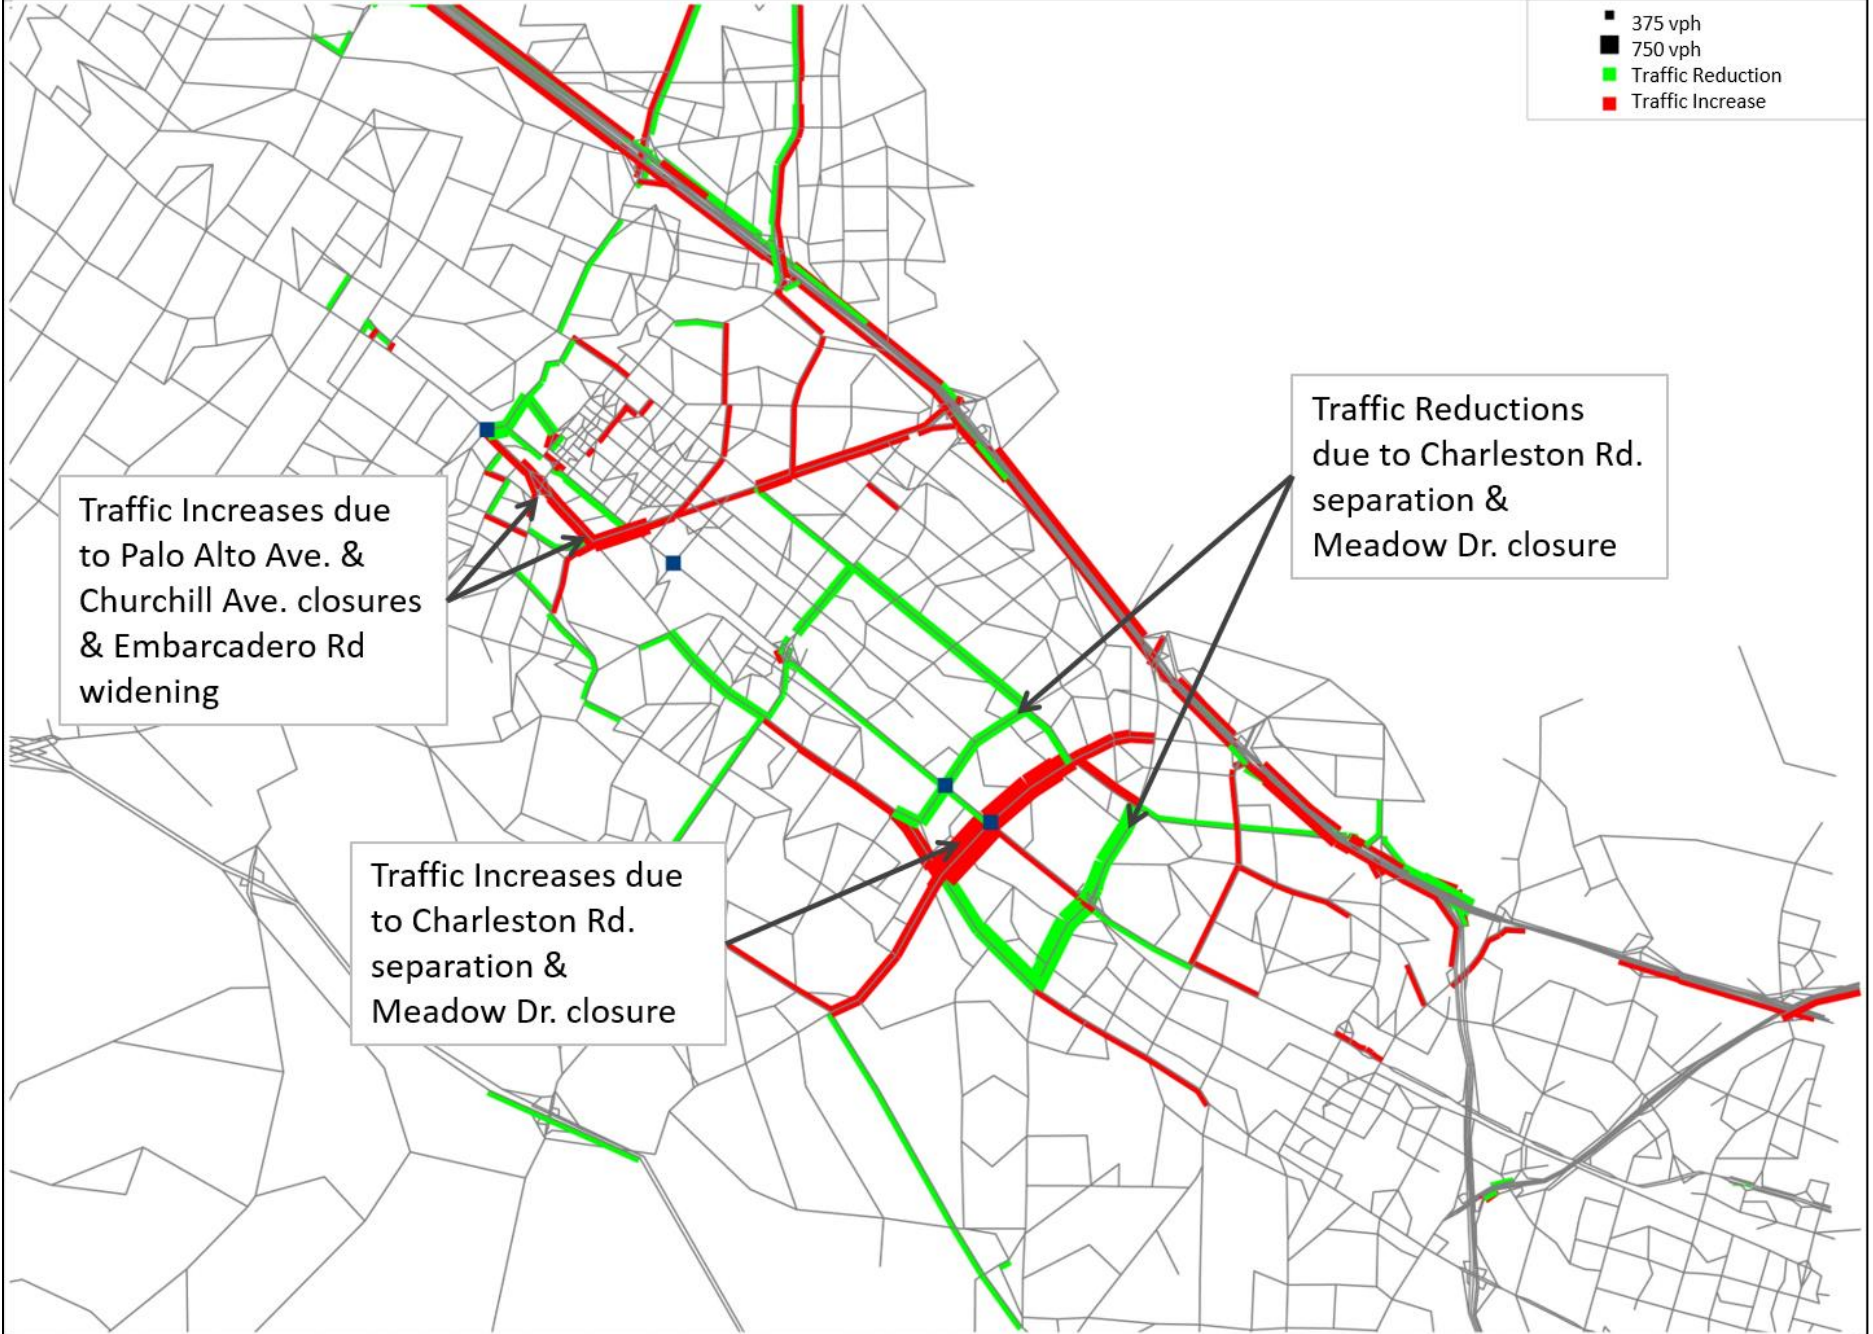 375 vph
750 vph
Traffic Reduction
Traffic Increase
Traffic Reductions
due to Charleston Rd.
separation &
Meadow Dr. closure
Traffic Increases due
to Palo Alto Ave. &
Churchill Ave. closures
& Embarcadero Rd
widening
Traffic Increases due
to Charleston Rd.
separation &
Meadow Dr. closure